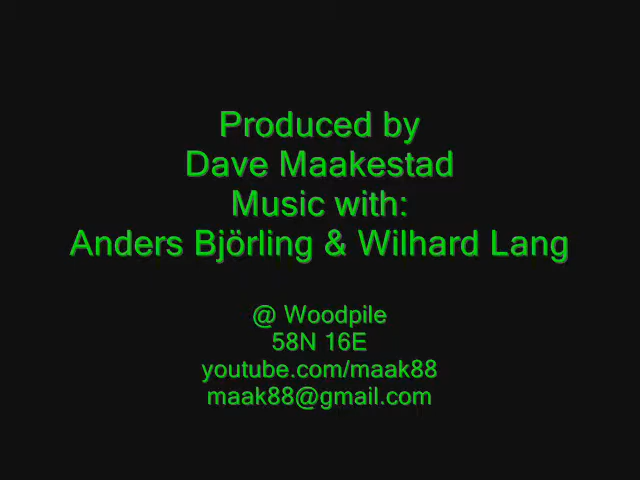 Produced by
Dave Maakestad
Music with:
Anders Björling & Wilhard Lang
@ Woodpile
58N 16E
youtube.com/maak88
maak88@gmail.com